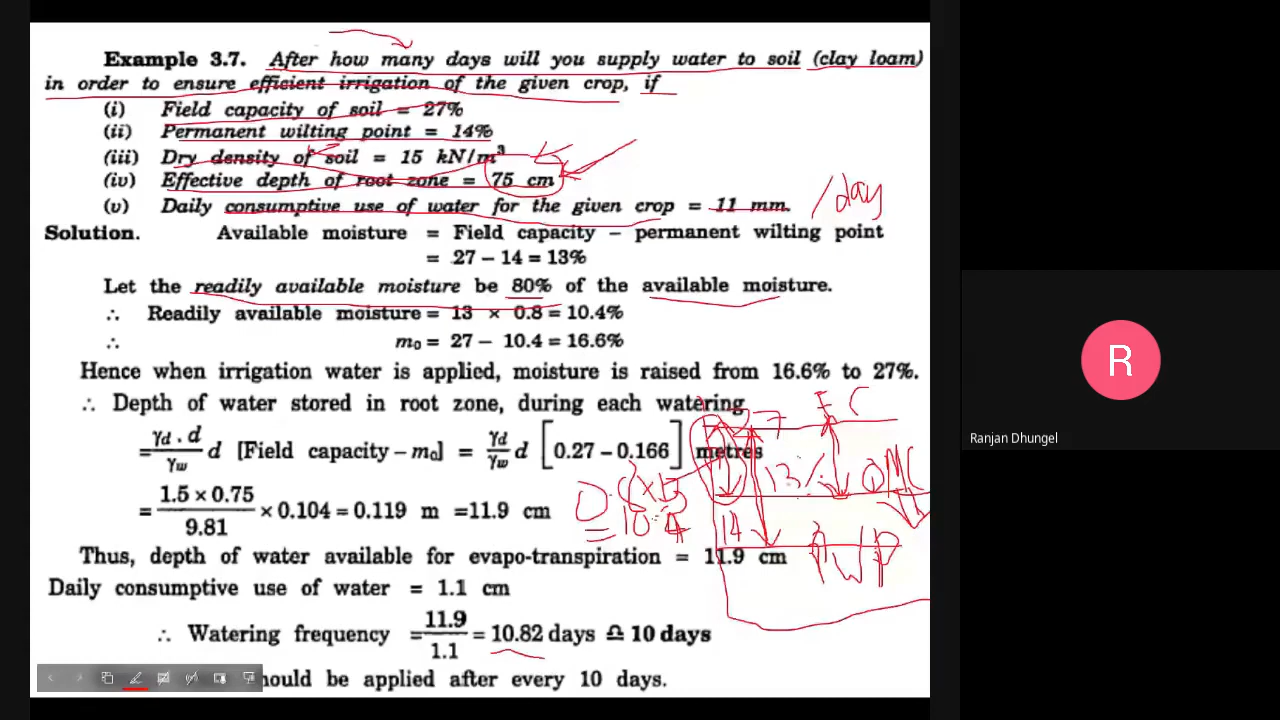 Example 3.7. After how many days will you supply water to soil (clay loam)
in order to ensure efficient irrigation of the given crop, if
(i) Field capacity of soil = 27%
(ii) Permanent wilting point = 14%
(iii) Dry density of soil = 15 kN/m³
(iv) Effective depth of root zone = 75 cm
(v) Daily consumptive use of water for the given crop = 11 mm. /day
Solution. Available moisture = Field capacity – permanent wilting point
= 27 – 14 = 13%
Let the readily available moisture be 80% of the available moisture.
∴ Readily available moisture = 13 × 0.8 = 10.4%
∴ m₀ = 27 – 10.4 = 16.6%
Hence when irrigation water is applied, moisture is raised from 16.6% to 27%.
∴ Depth of water stored in root zone, during each watering
= γd . d / γw d [Field capacity – m₀] = γd / γw d [0.27 – 0.166] metres
= 1.5 × 0.75 / 9.81 × 0.104 = 0.119 m = 11.9 cm
Thus, depth of water available for evapo-transpiration = 11.9 cm
Daily consumptive use of water = 1.1 cm
∴ Watering frequency = 11.9 / 1.1 = 10.82 days ≏ 10 days
hould be applied after every 10 days.
27 FC
13% OMC
14 PWP
10.4
R
Ranjan Dhungel